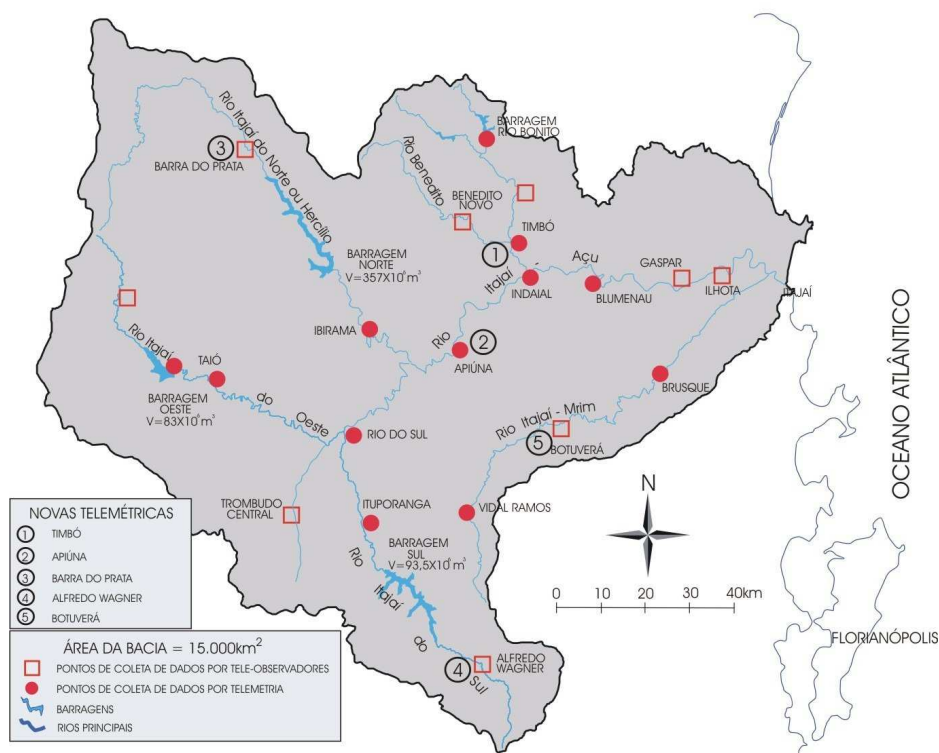 BARRAGEM
RIO BONITO
Rio Itajaí do Norte ou Hercílio
3
BARRA DO PRATA
Rio Benedito
BENEDITO
NOVO
TIMBÓ
1
BARRAGEM
NORTE
V=357X10⁶m³
Rio Itajaí Açu
INDAIAL
BLUMENAU
GASPAR
ILHOTA
ITAJAÍ
IBIRAMA
2
APIÚNA
Rio Itajaí do Oeste
TAIÓ
BARRAGEM
OESTE
V=83X10⁶m³
BRUSQUE
Rio Itajaí - Mrim
5
BOTUVERÁ
RIO DO SUL
TROMBUDO
CENTRAL
ITUPORANGA
VIDAL RAMOS
BARRAGEM
SUL
V=93,5X10⁶m³
Rio Itajaí do Sul
4
ALFREDO
WAGNER
OCEANO ATLÂNTICO
N
0 10 20 30 40km
FLORIANÓPOLIS
NOVAS TELEMÉTRICAS
1 TIMBÓ
2 APIÚNA
3 BARRA DO PRATA
4 ALFREDO WAGNER
5 BOTUVERÁ
ÁREA DA BACIA = 15.000km²
PONTOS DE COLETA DE DADOS POR TELE-OBSERVADORES
PONTOS DE COLETA DE DADOS POR TELEMETRIA
BARRAGENS
RIOS PRINCIPAIS